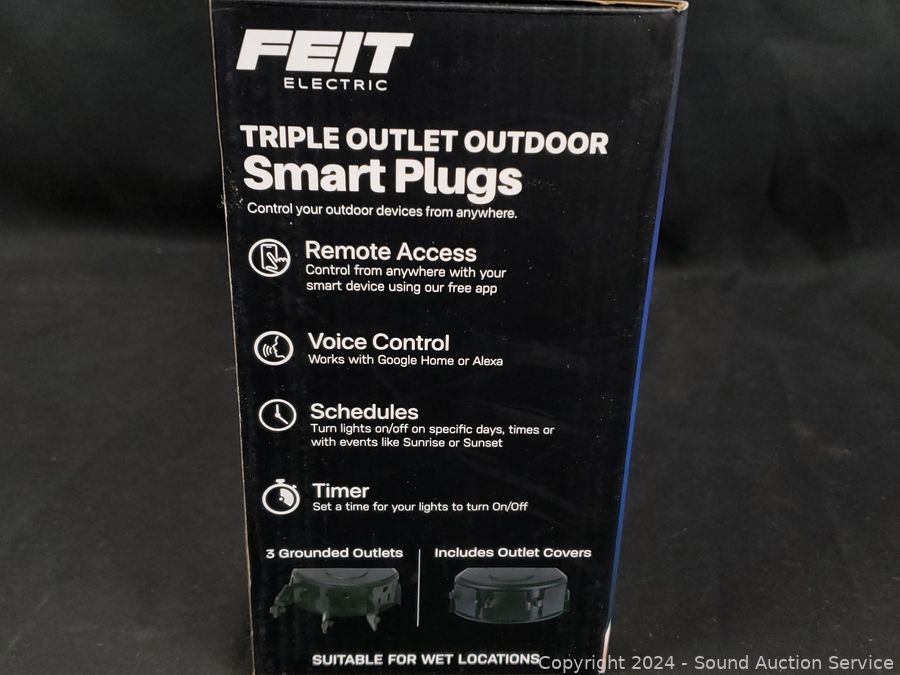 FEIT
ELECTRIC
TRIPLE OUTLET OUTDOOR
Smart Plugs
Control your outdoor devices from anywhere.
Remote Access
Control from anywhere with your
smart device using our free app
Voice Control
Works with Google Home or Alexa
Schedules
Turn lights on/off on specific days, times or
with events like Sunrise or Sunset
Timer
Set a time for your lights to turn On/Off
3 Grounded Outlets
Includes Outlet Covers
SUITABLE FOR WET LOCATIONS
Copyright 2024 - Sound Auction Service